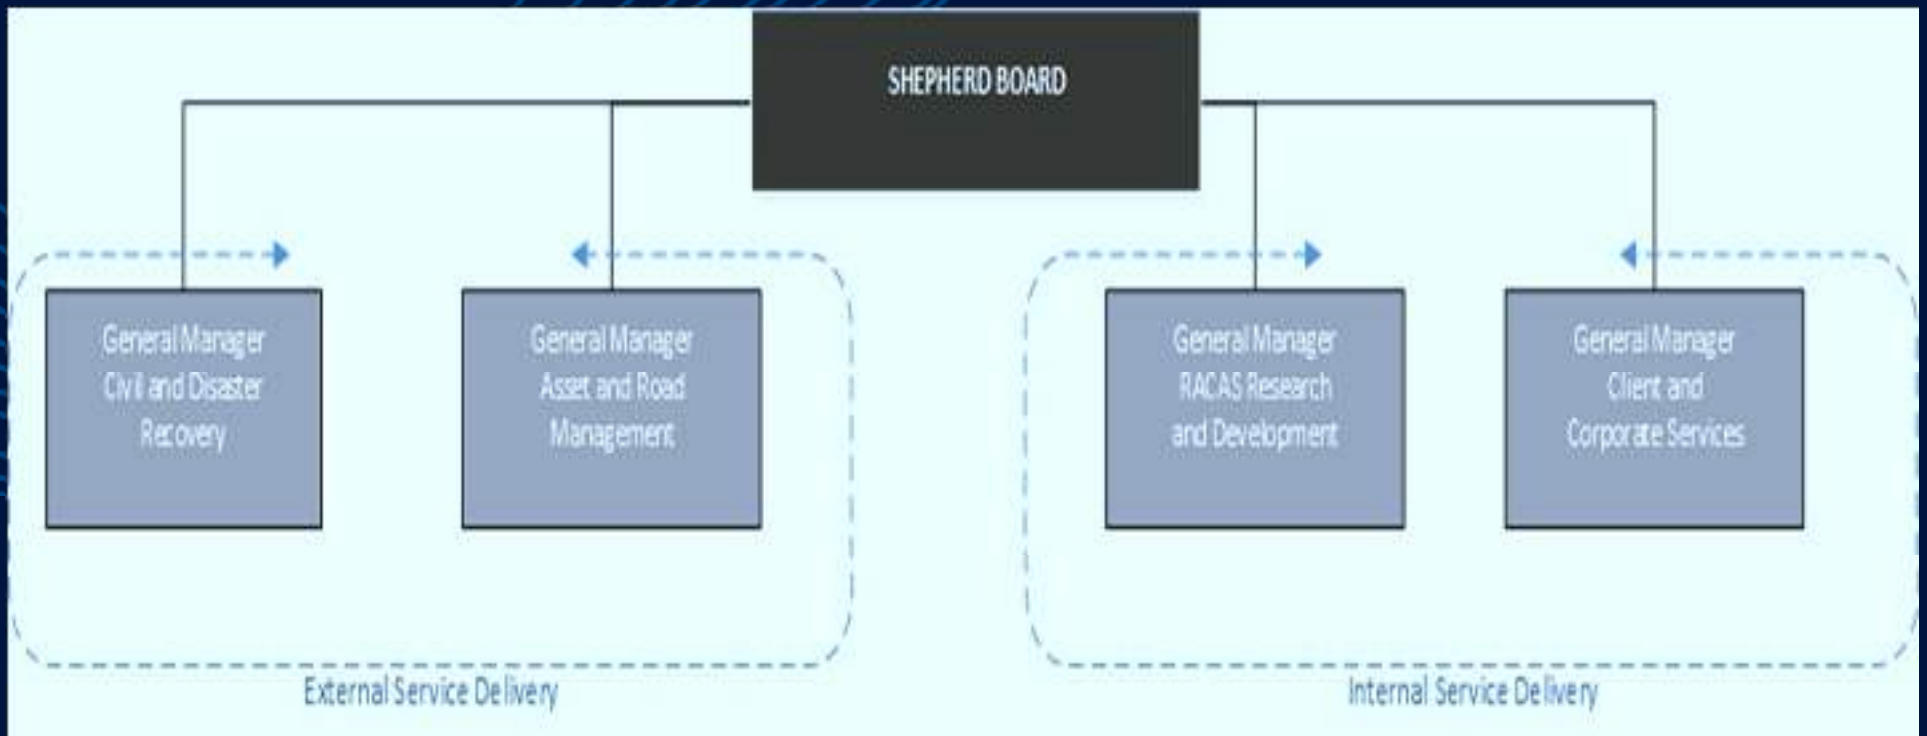 SHEPHERD BOARD
General Manager
Civil and Disaster
Recovery
General Manager
Asset and Road
Management
General Manager
RACAS Research
and Development
General Manager
Client and
Corporate Services
External Service Delivery
Internal Service Delivery